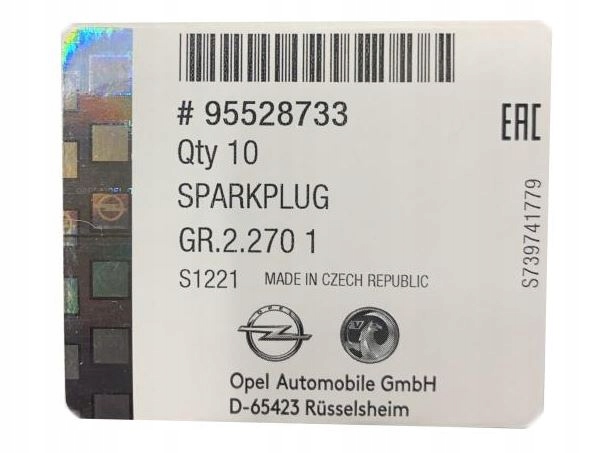 # 95528733
Qty 10
SPARKPLUG
GR.2.270 1
S1221 MADE IN CZECH REPUBLIC
EAC
S739741779
OPEL
Opel Automobile GmbH
D-65423 Rüsselsheim